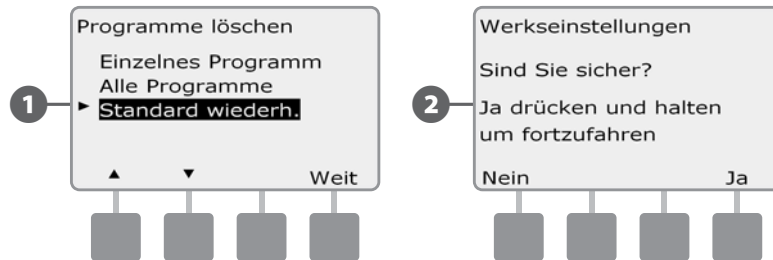 Programme löschen
Einzelnes Programm
Alle Programme
1
► Standard wiederh.
▲ ▼ Weit
Werkseinstellungen
Sind Sie sicher?
2
Ja drücken und halten
um fortzufahren
Nein Ja